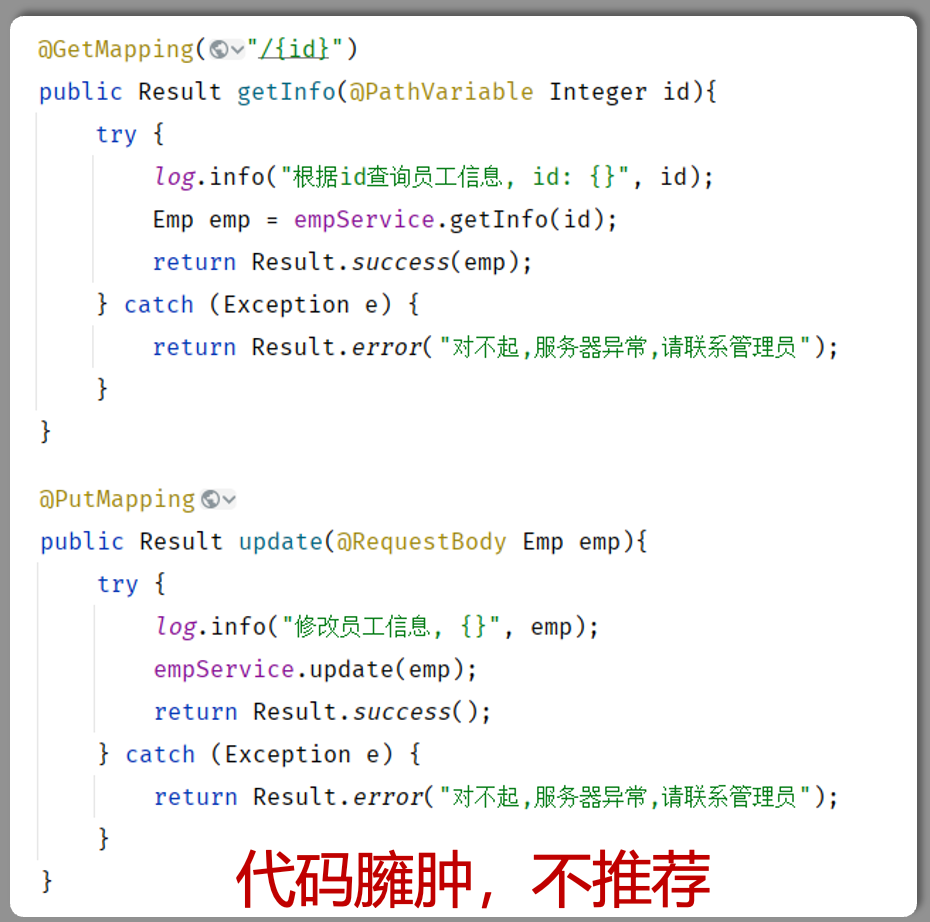 @GetMapping("/{id}")
public Result getInfo(@PathVariable Integer id){
try {
log.info("根据id查询员工信息, id: {}", id);
Emp emp = empService.getInfo(id);
return Result.success(emp);
} catch (Exception e) {
return Result.error("对不起,服务器异常,请联系管理员");
}
}
@PutMapping
public Result update(@RequestBody Emp emp){
try {
log.info("修改员工信息, {}", emp);
empService.update(emp);
return Result.success();
} catch (Exception e) {
return Result.error("对不起,服务器异常,请联系管理员");
}
}
代码臃肿，不推荐